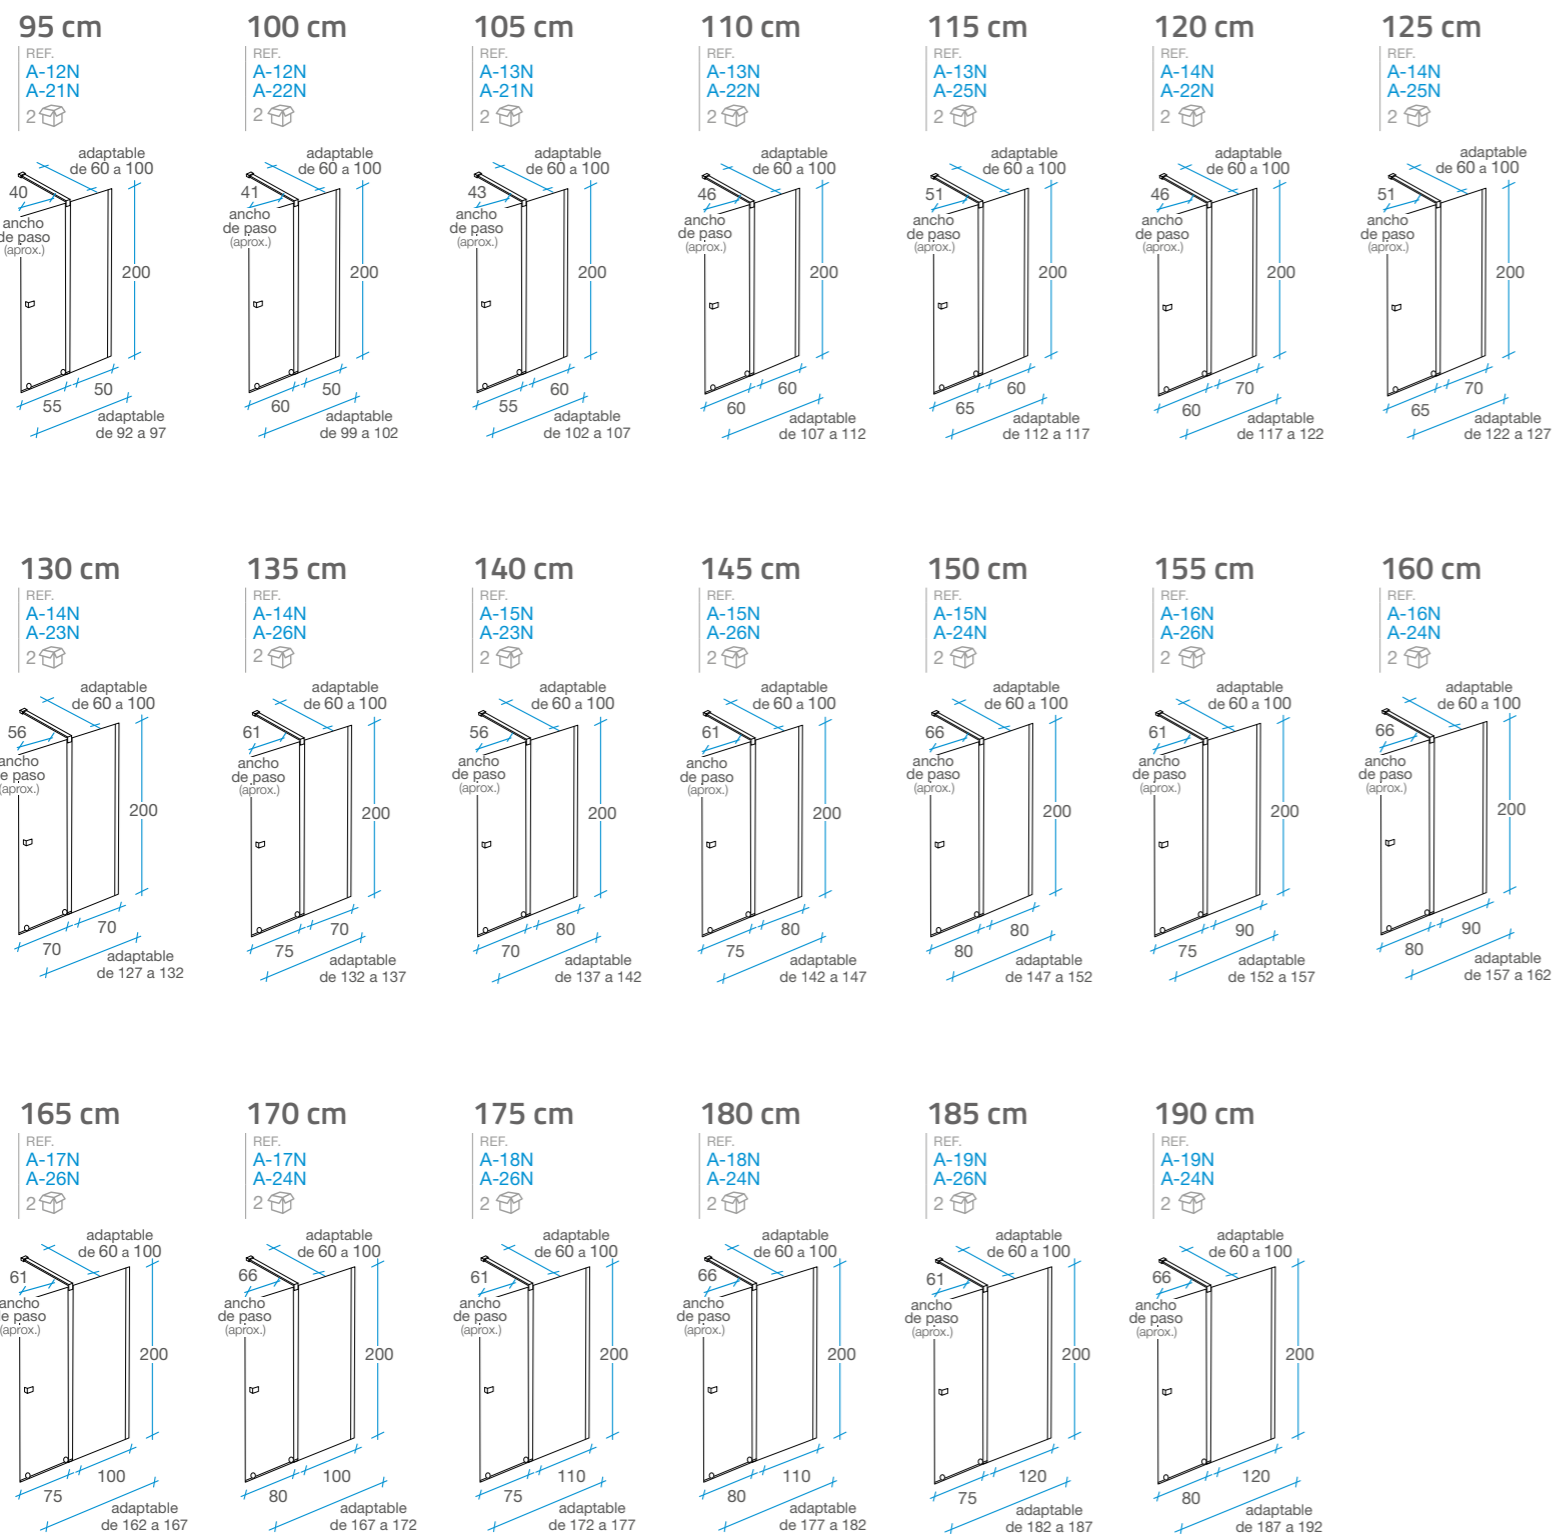 95 cm
REF.
A-12N
A-21N
2
adaptable
de 60 a 100
40
ancho
de paso
(aprox.)
200
50
55
adaptable
de 92 a 97
100 cm
REF.
A-12N
A-22N
2
adaptable
de 60 a 100
41
ancho
de paso
(aprox.)
200
50
60
adaptable
de 99 a 102
105 cm
REF.
A-13N
A-21N
2
adaptable
de 60 a 100
43
ancho
de paso
(aprox.)
200
60
55
adaptable
de 102 a 107
110 cm
REF.
A-13N
A-22N
2
adaptable
de 60 a 100
46
ancho
de paso
(aprox.)
200
60
60
adaptable
de 107 a 112
115 cm
REF.
A-13N
A-25N
2
adaptable
de 60 a 100
51
ancho
de paso
(aprox.)
200
60
65
adaptable
de 112 a 117
120 cm
REF.
A-14N
A-22N
2
adaptable
de 60 a 100
46
ancho
de paso
(aprox.)
200
70
60
adaptable
de 117 a 122
125 cm
REF.
A-14N
A-25N
2
adaptable
de 60 a 100
51
ancho
de paso
(aprox.)
200
70
65
adaptable
de 122 a 127
130 cm
REF.
A-14N
A-23N
2
adaptable
de 60 a 100
56
ancho
de paso
(aprox.)
200
70
70
adaptable
de 127 a 132
135 cm
REF.
A-14N
A-26N
2
adaptable
de 60 a 100
61
ancho
de paso
(aprox.)
200
70
75
adaptable
de 132 a 137
140 cm
REF.
A-15N
A-23N
2
adaptable
de 60 a 100
56
ancho
de paso
(aprox.)
200
80
70
adaptable
de 137 a 142
145 cm
REF.
A-15N
A-26N
2
adaptable
de 60 a 100
61
ancho
de paso
(aprox.)
200
80
75
adaptable
de 142 a 147
150 cm
REF.
A-15N
A-24N
2
adaptable
de 60 a 100
66
ancho
de paso
(aprox.)
200
80
80
adaptable
de 147 a 152
155 cm
REF.
A-16N
A-26N
2
adaptable
de 60 a 100
61
ancho
de paso
(aprox.)
200
90
75
adaptable
de 152 a 157
160 cm
REF.
A-16N
A-24N
2
adaptable
de 60 a 100
66
ancho
de paso
(aprox.)
200
90
80
adaptable
de 157 a 162
165 cm
REF.
A-17N
A-26N
2
adaptable
de 60 a 100
61
ancho
de paso
(aprox.)
200
100
75
adaptable
de 162 a 167
170 cm
REF.
A-17N
A-24N
2
adaptable
de 60 a 100
66
ancho
de paso
(aprox.)
200
100
80
adaptable
de 167 a 172
175 cm
REF.
A-18N
A-26N
2
adaptable
de 60 a 100
61
ancho
de paso
(aprox.)
200
110
75
adaptable
de 172 a 177
180 cm
REF.
A-18N
A-24N
2
adaptable
de 60 a 100
66
ancho
de paso
(aprox.)
200
110
80
adaptable
de 177 a 182
185 cm
REF.
A-19N
A-26N
2
adaptable
de 60 a 100
61
ancho
de paso
(aprox.)
200
120
75
adaptable
de 182 a 187
190 cm
REF.
A-19N
A-24N
2
adaptable
de 60 a 100
66
ancho
de paso
(aprox.)
200
120
80
adaptable
de 187 a 192